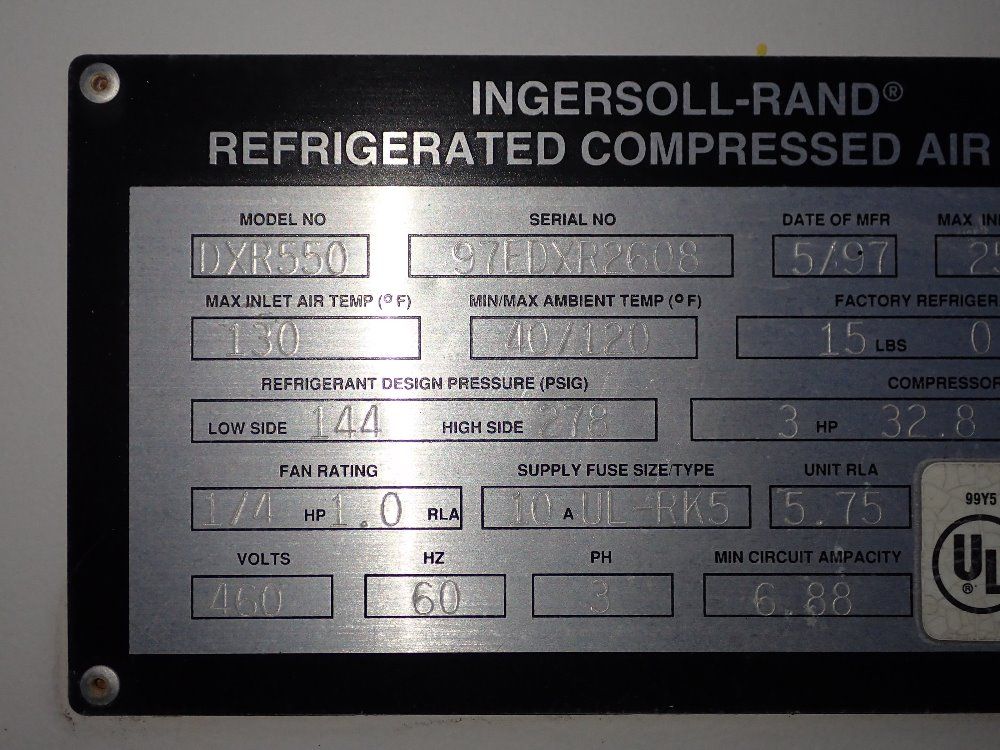 INGERSOLL-RAND®
REFRIGERATED COMPRESSED AIR
MODEL NO SERIAL NO DATE OF MFR MAX
DXR550 97EDXR2608 5/97
MAX INLET AIR TEMP (°F) MIN/MAX AMBIENT TEMP (°F) FACTORY
130 40/120 15 LBS
REFRIGERANT DESIGN PRESSURE (PSIG) COMPRESSOR
LOW SIDE 144 HIGH SIDE 278 3 HP 32.8
FAN RATING SUPPLY FUSE SIZE/TYPE UNIT RLA
1/4 HP 1.0 RLA 10 A UL-RK5 5.75
99Y5
VOLTS HZ PH MIN CIRCUIT AMPACITY
460 60 3 6.88
UL
®